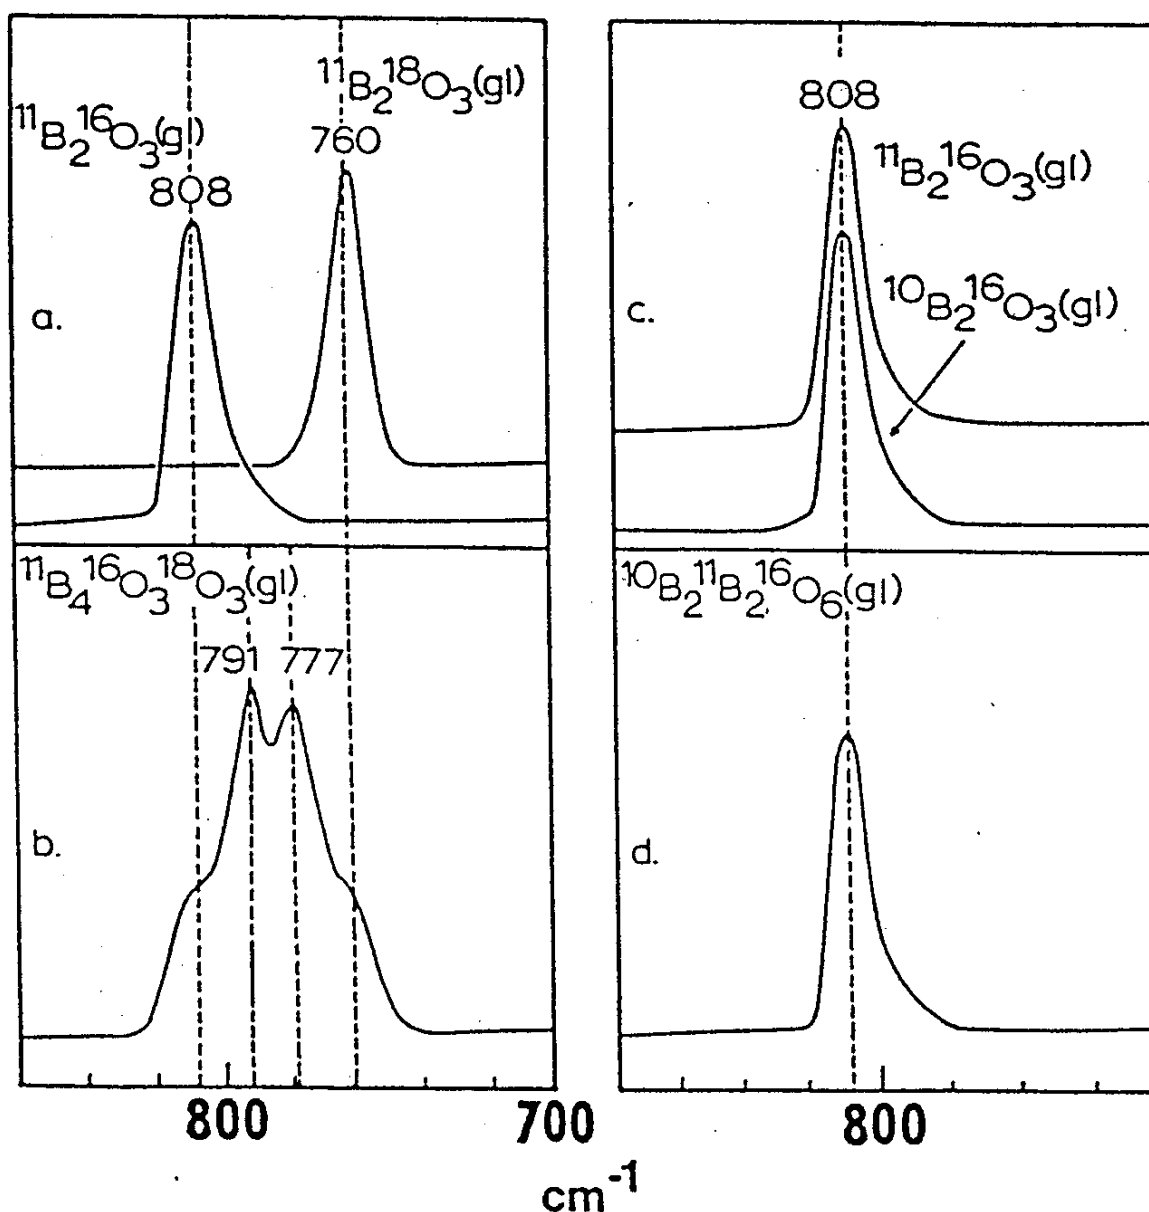 ¹¹B₂¹⁶O₃(gl)
808
¹¹B₂¹⁸O₃(gl)
760
a.
¹¹B₄¹⁶O₃¹⁸O₃(gl)
791 777
b.
808
¹¹B₂¹⁶O₃(gl)
¹⁰B₂¹⁶O₃(gl)
c.
¹⁰B₂¹¹B₂¹⁶O₆(gl)
d.
800 700
800
cm⁻¹